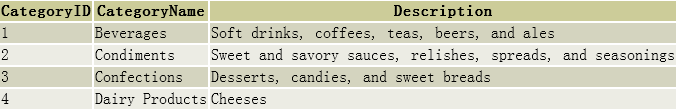 CategoryID CategoryName Description
1 Beverages Soft drinks, coffees, teas, beers, and ales
2 Condiments Sweet and savory sauces, relishes, spreads, and seasonings
3 Confections Desserts, candies, and sweet breads
4 Dairy Products Cheeses